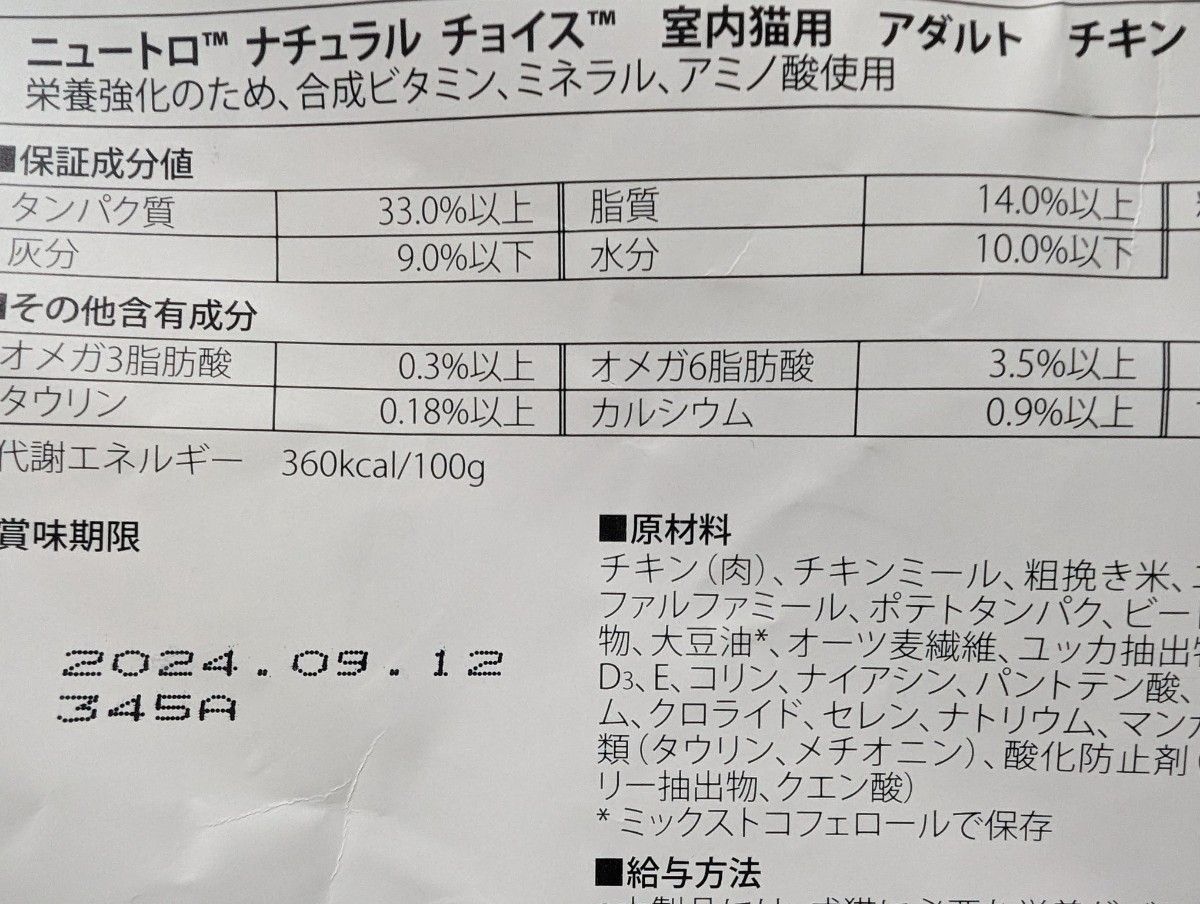 ニュートロ™ ナチュラル チョイス™ 室内猫用 アダルト チキン
栄養強化のため、合成ビタミン、ミネラル、アミノ酸使用
■保証成分値
タンパク質 33.0%以上 脂質 14.0%以上
灰分 9.0%以下 水分 10.0%以下
■その他含有成分
オメガ3脂肪酸 0.3%以上 オメガ6脂肪酸 3.5%以上
タウリン 0.18%以上 カルシウム 0.9%以上
代謝エネルギー 360kcal/100g
賞味期限
2024.09.12
345A
■原材料
チキン(肉)、チキンミール、粗挽き米、
ファルファミール、ポテトタンパク、ビー
物、大豆油*、オーツ麦繊維、ユッカ抽出物
D3、E、コリン、ナイアシン、パントテン酸、
ム、クロライド、セレン、ナトリウム、マンガ
類(タウリン、メチオニン)、酸化防止剤(
リー抽出物、クエン酸)
* ミックストコフェロールで保存
■給与方法